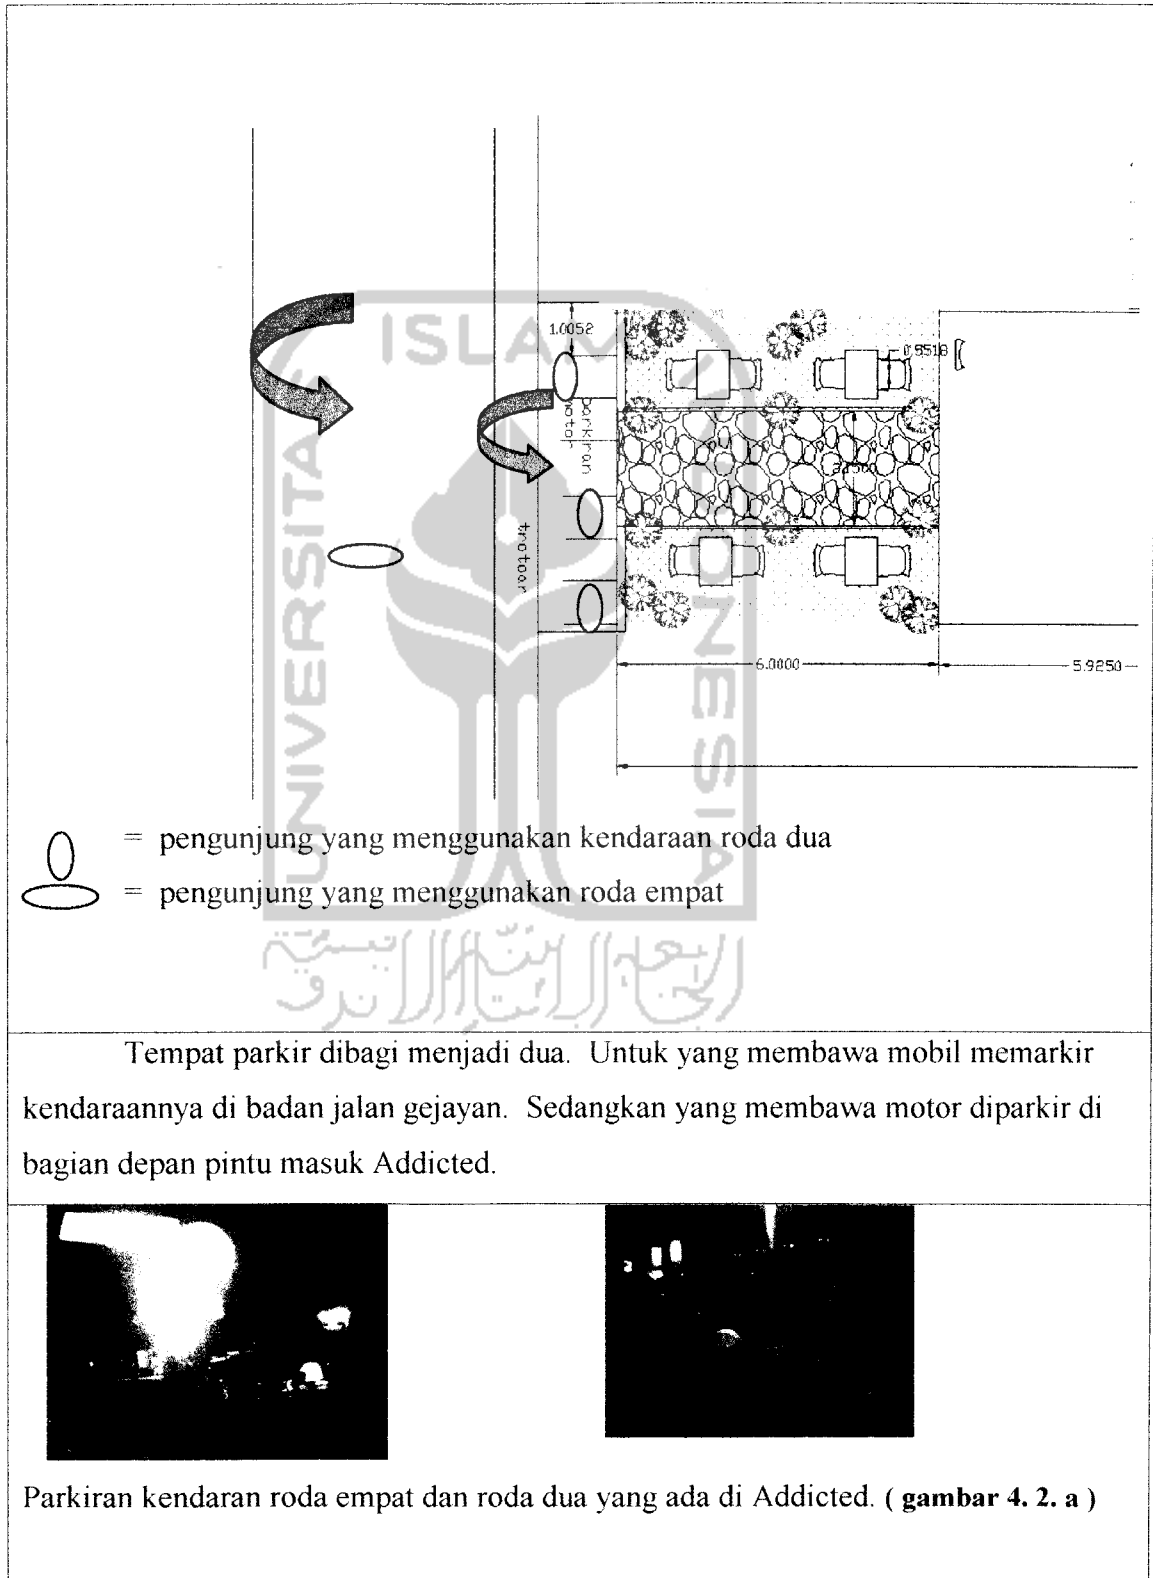 1.0052
0.8518
parkiran
motor
trotoar
6.0000
5.9250
= pengunjung yang menggunakan kendaraan roda dua
= pengunjung yang menggunakan roda empat
UNIVERSITAS
ISLAM
INDONESIA
Tempat parkir dibagi menjadi dua. Untuk yang membawa mobil memarkir
kendaraannya di badan jalan gejayan. Sedangkan yang membawa motor diparkir di
bagian depan pintu masuk Addicted.
Parkiran kendaran roda empat dan roda dua yang ada di Addicted. ( gambar 4. 2. a )